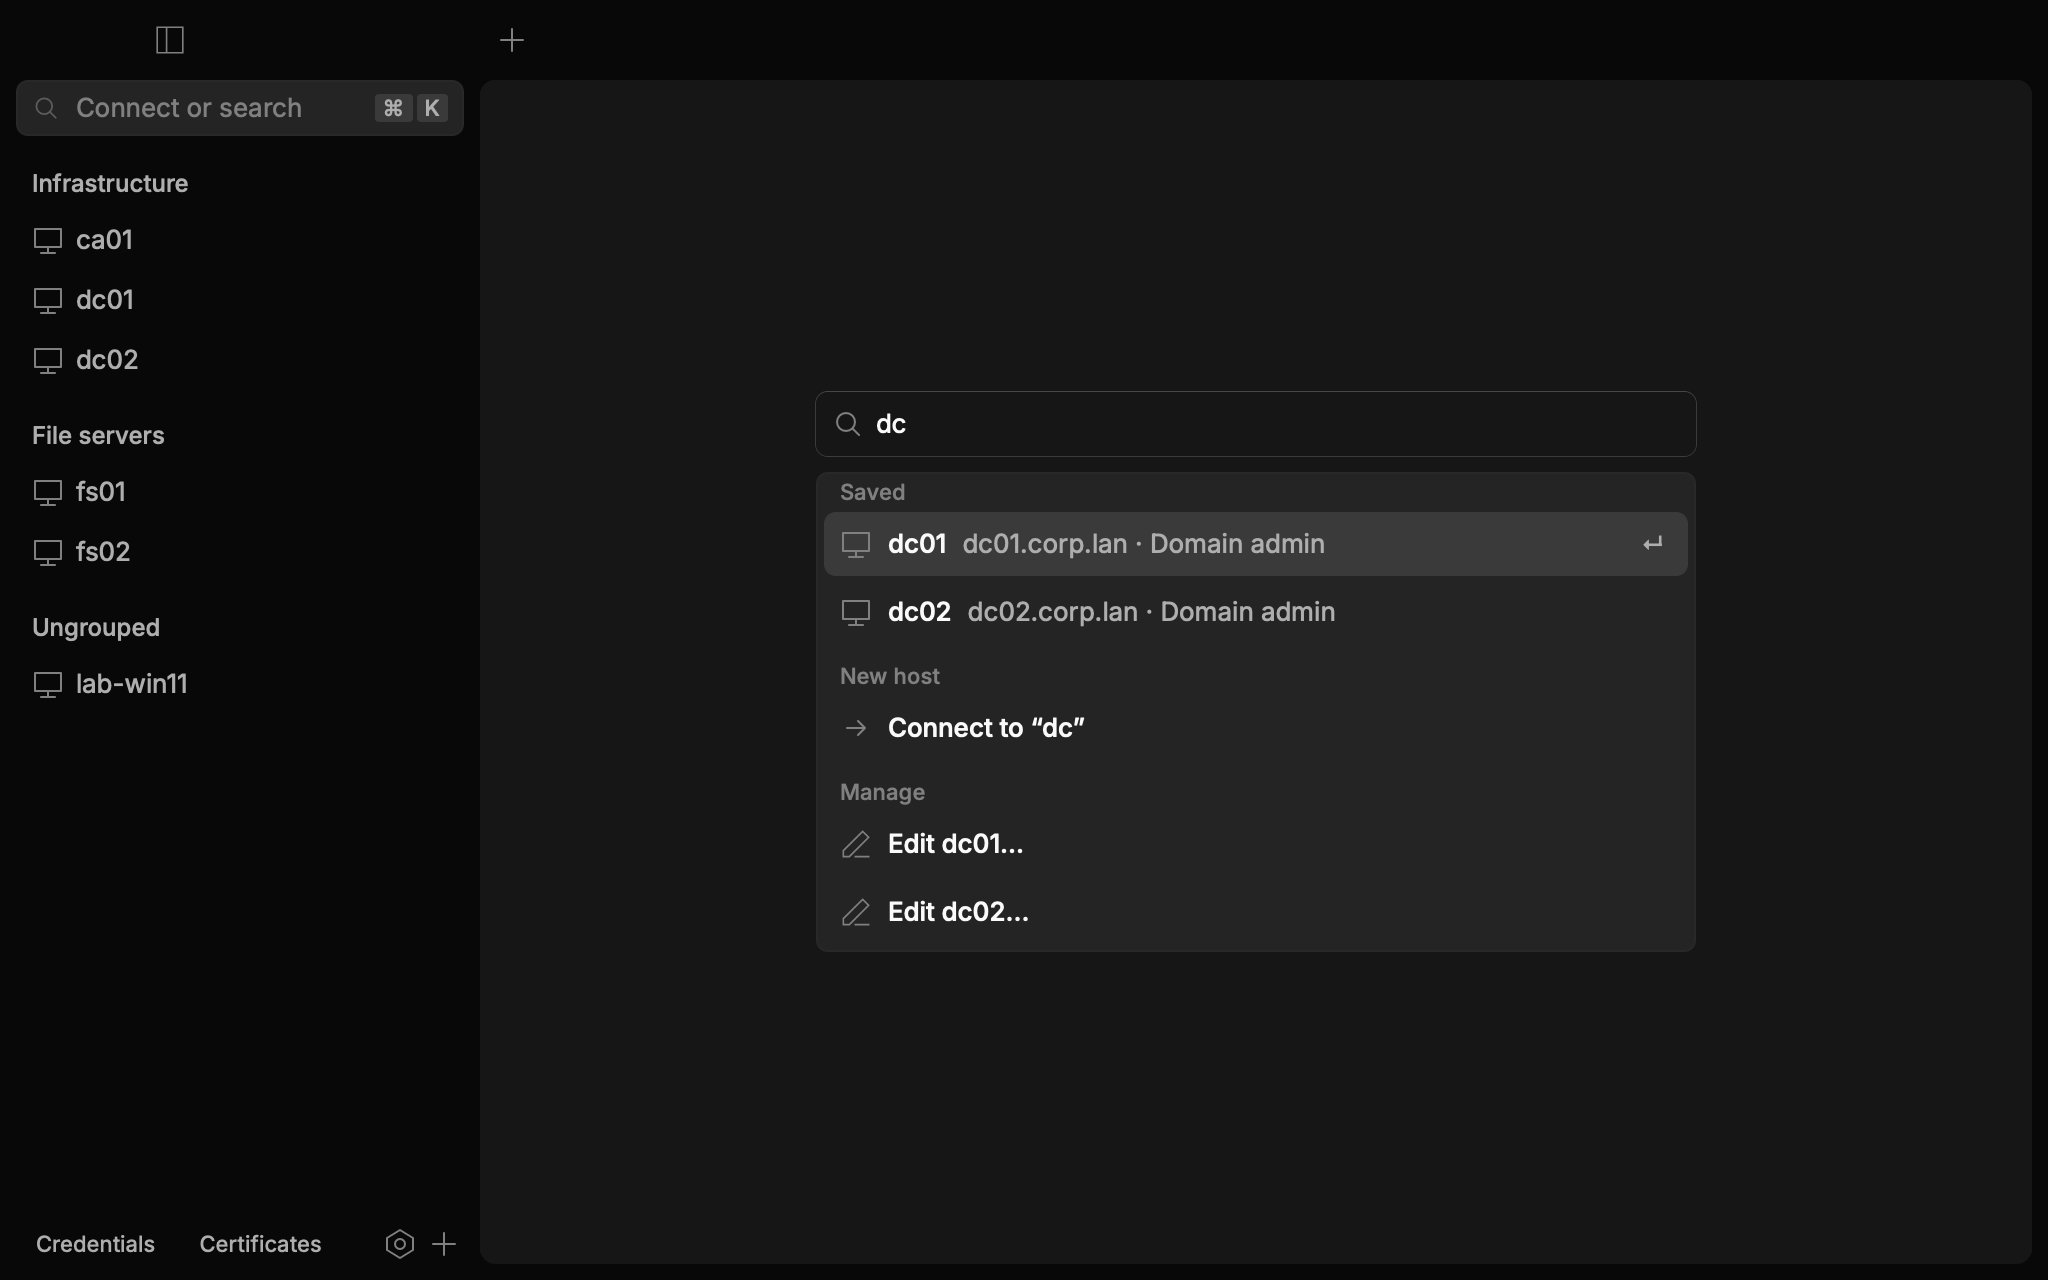 Connect or search ⌘ K
Infrastructure
ca01
dc01
dc02
File servers
fs01
fs02
Ungrouped
lab-win11
Credentials
Certificates
dc
Saved
dc01 dc01.corp.lan · Domain admin
dc02 dc02.corp.lan · Domain admin
New host
Connect to “dc”
Manage
Edit dc01...
Edit dc02...